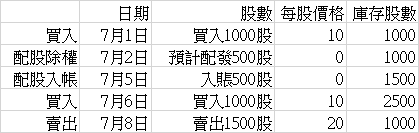 日期 股數 每股價格 庫存股數
買入 7月1日 買入1000股 10 1000
配股除權 7月2日 預計配發500股 0 1000
配股入帳 7月5日 入賬500股 0 1500
買入 7月6日 買入1000股 10 2500
賣出 7月8日 賣出1500股 20 1000